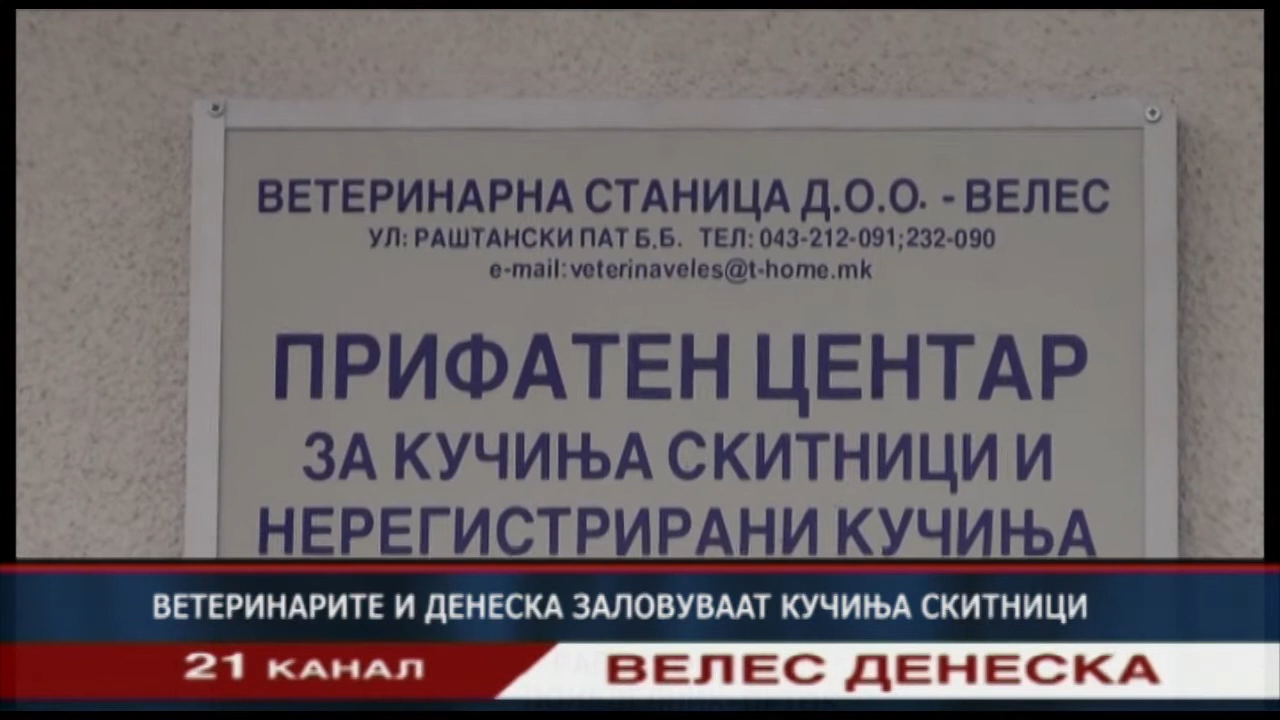 ВЕТЕРИНАРНА СТАНИЦА Д.О.О. - ВЕЛЕС
УЛ: РАШТАНСКИ ПАТ Б.Б. ТЕЛ: 043-212-091;232-090
e-mail:veterinaveles@t-home.mk
ПРИФАТЕН ЦЕНТАР
ЗА КУЧИЊА СКИТНИЦИ И
НЕРЕГИСТРИРАНИ КУЧИЊА
ВЕТЕРИНАРИТЕ И ДЕНЕСКА ЗАЛОВУВААТ КУЧИЊА СКИТНИЦИ
21 КАНАЛ
ВЕЛЕС ДЕНЕСКА